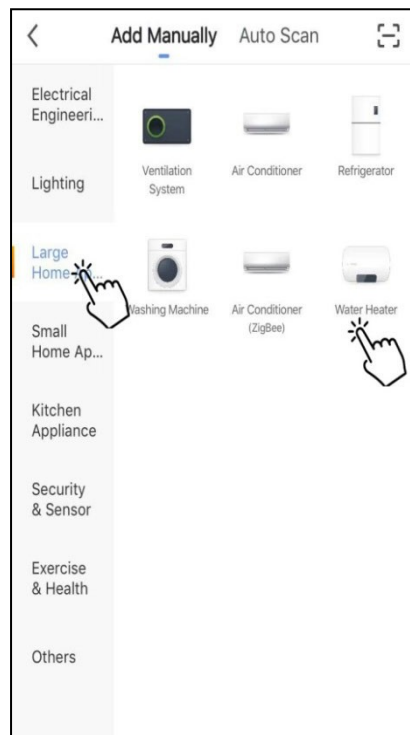 Add Manually Auto Scan
Electrical
Engineeri...
Lighting
Large
Home
Small
Home Ap...
Kitchen
Appliance
Security
& Sensor
Exercise
& Health
Others
Ventilation
System
Air Conditioner
Refrigerator
Washing Machine
Air Conditioner
(ZigBee)
Water Heater